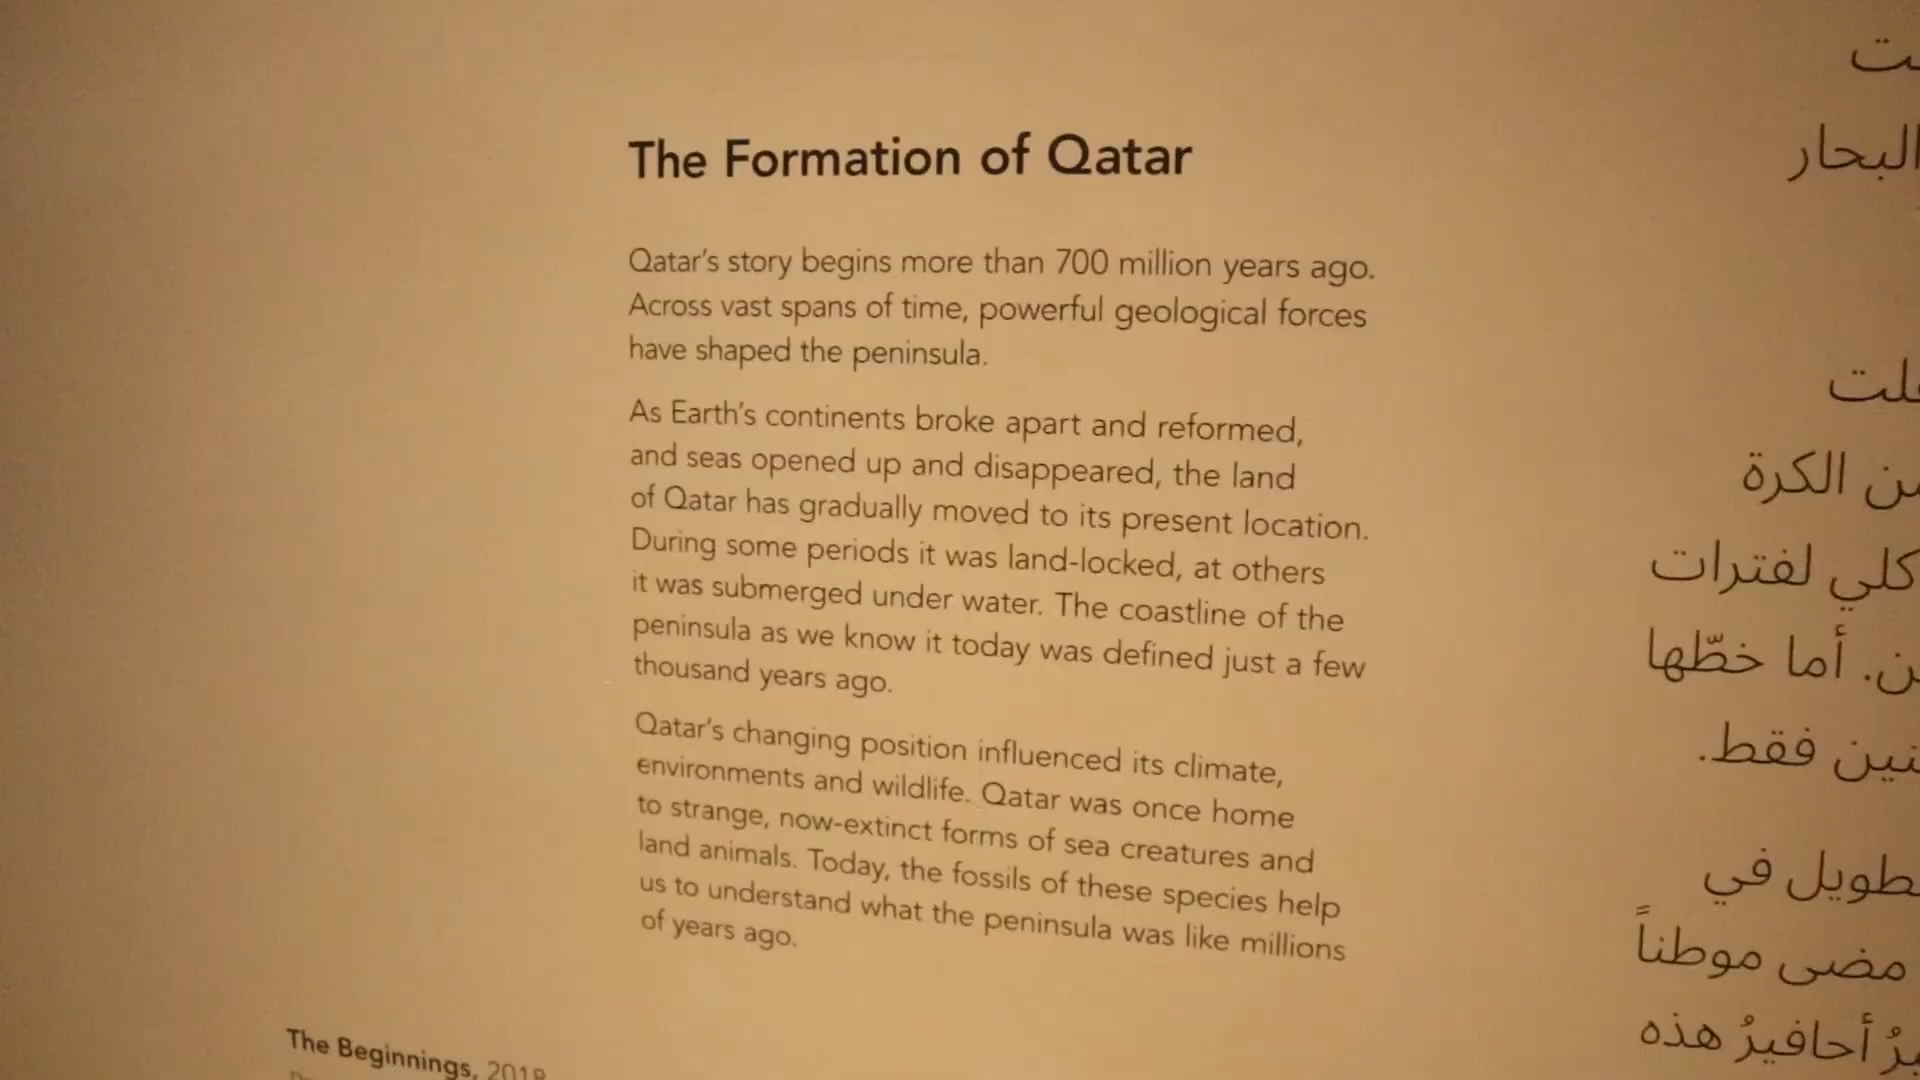 The Formation of Qatar
Qatar's story begins more than 700 million years ago.
Across vast spans of time, powerful geological forces
have shaped the peninsula.
As Earth's continents broke apart and reformed,
and seas opened up and disappeared, the land
of Qatar has gradually moved to its present location.
During some periods it was land-locked, at others
it was submerged under water. The coastline of the
peninsula as we know it today was defined just a few
thousand years ago.
Qatar's changing position influenced its climate,
environments and wildlife. Qatar was once home
to strange, now-extinct forms of sea creatures and
land animals. Today, the fossils of these species help
us to understand what the peninsula was like millions
of years ago.
The Beginnings, 2018
البحار
الكرة
كلي لفترات
أما خطّها
فقط.
في
مضى موطناً
أحافيرُ هذه